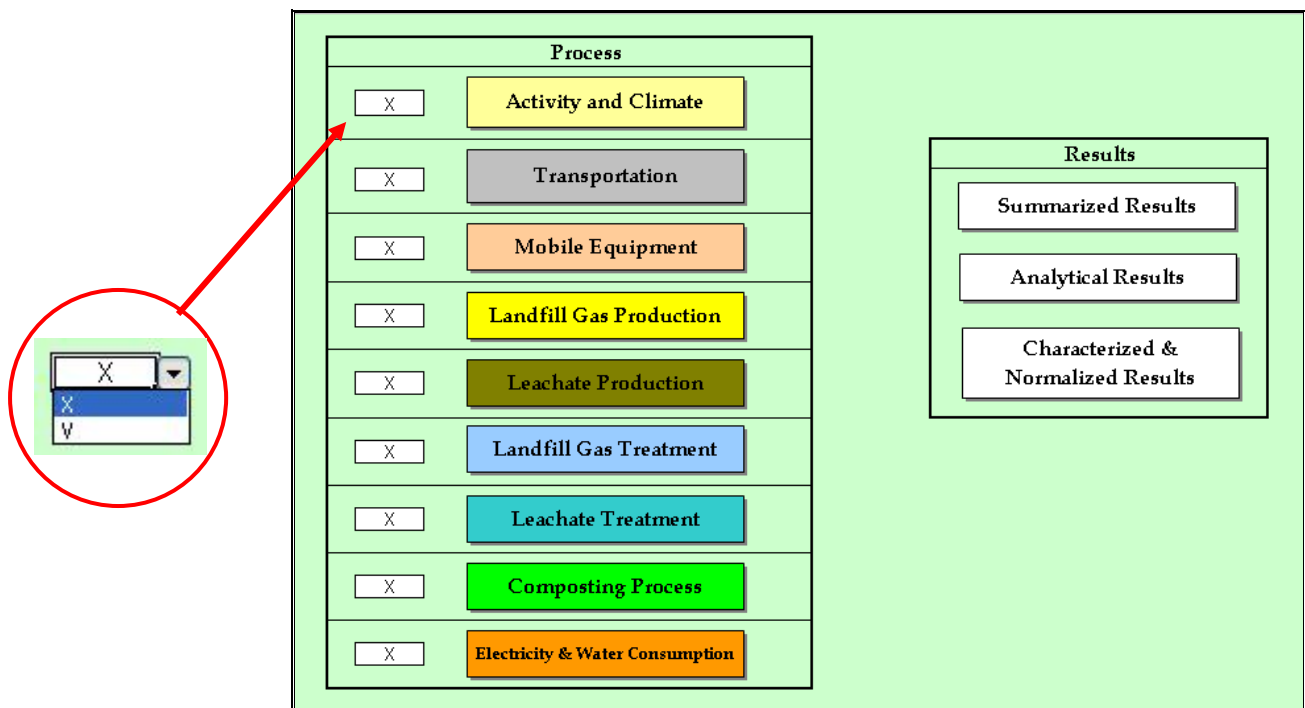 Process
X
Activity and Climate
X
Transportation
X
Mobile Equipment
X
Landfill Gas Production
X
Leachate Production
X
Landfill Gas Treatment
X
Leachate Treatment
X
Composting Process
X
Electricity & Water Consumption
Results
Summarized Results
Analytical Results
Characterized &
Normalized Results
X
X
V